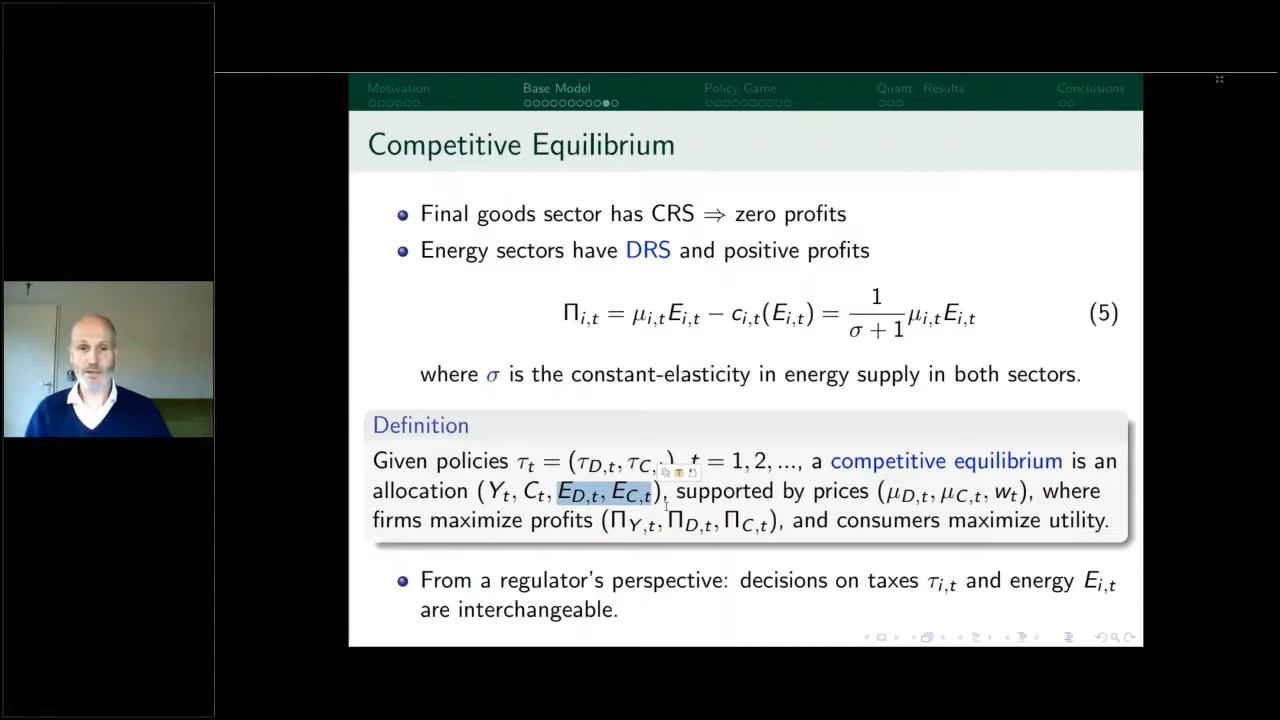 Motivation Base Model Policy Game Quant Results Conclusions
Competitive Equilibrium
Final goods sector has CRS ⇒ zero profits
Energy sectors have DRS and positive profits
Π_{i,t} = μ_{i,t}E_{i,t} − c_{i,t}(E_{i,t}) = \frac{1}{σ + 1} μ_{i,t}E_{i,t} (5)
where σ is the constant-elasticity in energy supply in both sectors.
Definition
Given policies τ_t = (τ_{D,t}, τ_{C, }), t = 1, 2, ..., a competitive equilibrium is an
allocation (Y_t, C_t, E_{D,t}, E_{C,t}), supported by prices (μ_{D,t}, μ_{C,t}, w_t), where
firms maximize profits (Π_{Y,t}, Π_{D,t}, Π_{C,t}), and consumers maximize utility.
From a regulator's perspective: decisions on taxes τ_{i,t} and energy E_{i,t}
are interchangeable.